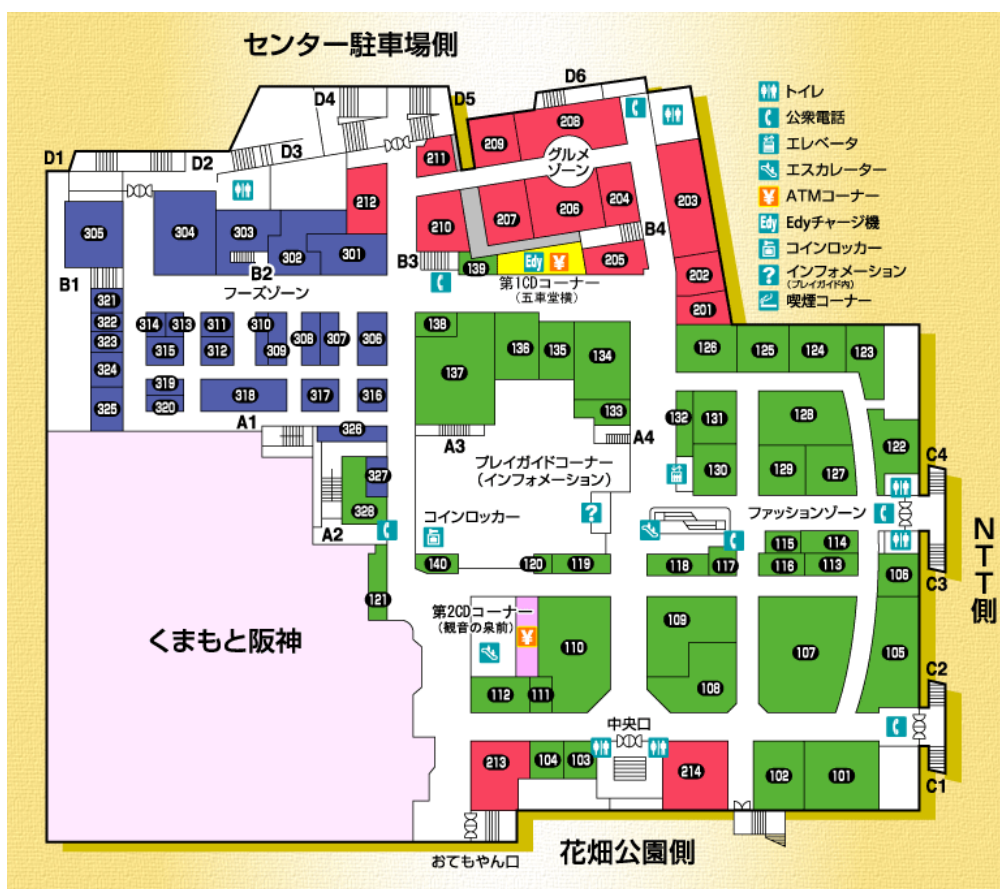 センター駐車場側
D6
D4
D5
D3
D2
D1
トイレ
公衆電話
エレベータ
エスカレーター
¥
ATMコーナー
Edy
Edyチャージ機
コインロッカー
?
インフォメーション
(プレイガイド内)
喫煙コーナー
208
209
211
グルメ
ゾーン
212
204
203
206
207
210
B4
305
304
303
302
301
B3
139
Edy
¥
205
202
201
B1
B2
フーズゾーン
第1CDコーナー
(五車堂横)
321
322
323
324
325
314
313
315
311
312
310
309
308
307
306
319
320
318
317
316
138
137
136
135
134
133
126
125
124
123
A1
326
A3
A4
132
131
130
128
129
127
122
C4
327
328
A2
プレイガイドコーナー
(インフォメーション)
コインロッカー
?
ファッションゾーン
NTT側
140
120
119
118
117
115
114
116
113
106
C3
121
第2CDコーナー
(観音の泉前)
¥
くまもと阪神
110
109
107
105
112
111
108
C2
中央口
213
104
103
214
102
101
C1
おてもやん口
花畑公園側